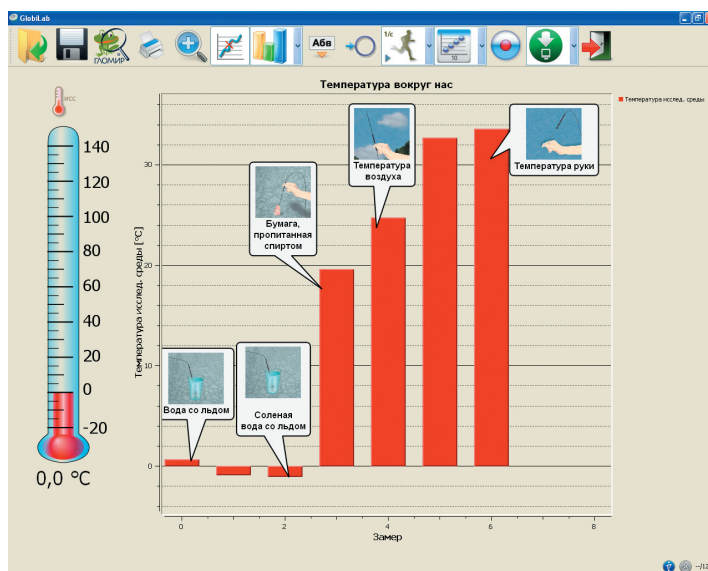 GlobiLab
ГЛОМИР
Абв
1/с
10
Температура вокруг нас
исс
Температура исслед. среды
140
120
100
80
60
40
20
0
-20
0,0 °C
Температура исслед. среды [°C]
30
20
10
0
Температура воздуха
Температура руки
Бумага,
пропитанная
спиртом
Вода со льдом
Соленая
вода со льдом
0
2
4
6
8
Замер